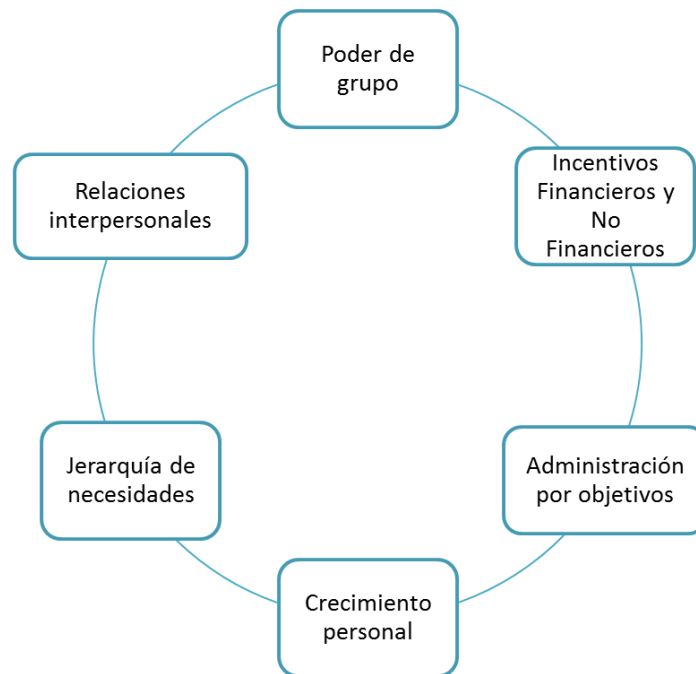 Poder de
grupo
Incentivos
Financieros y
No
Financieros
Administración
por objetivos
Crecimiento
personal
Jerarquía de
necesidades
Relaciones
interpersonales